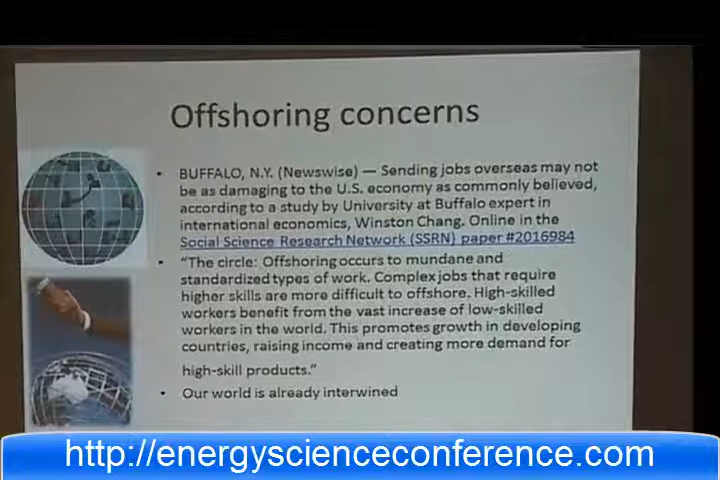 Offshoring concerns
• BUFFALO, N.Y. (Newswise) — Sending jobs overseas may not
be as damaging to the U.S. economy as commonly believed,
according to a study by University at Buffalo expert in
international economics, Winston Chang. Online in the
Social Science Research Network (SSRN) paper #2016984
• “The circle: Offshoring occurs to mundane and
standardized types of work. Complex jobs that require
higher skills are more difficult to offshore. High-skilled
workers benefit from the vast increase of low-skilled
workers in the world. This promotes growth in developing
countries, raising income and creating more demand for
high-skill products.”
• Our world is already interwined
http://energyscienceconference.com